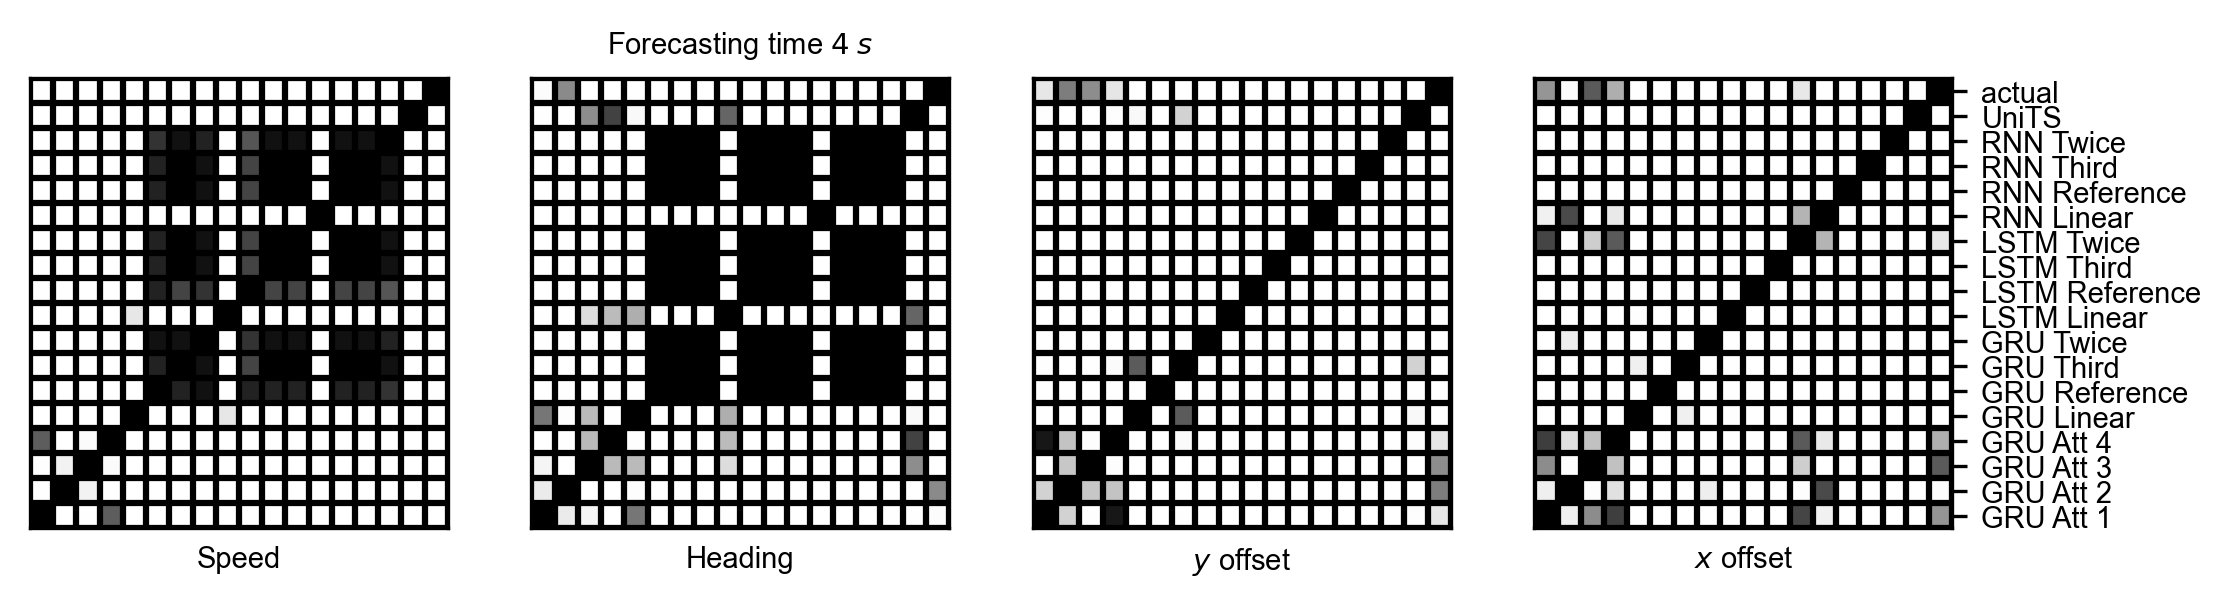 Forecasting time 4 s
actual
UniTS
RNN Twice
RNN Third
RNN Reference
RNN Linear
LSTM Twice
LSTM Third
LSTM Reference
LSTM Linear
GRU Twice
GRU Third
GRU Reference
GRU Linear
GRU Att 4
GRU Att 3
GRU Att 2
GRU Att 1
Speed
Heading
y offset
x offset